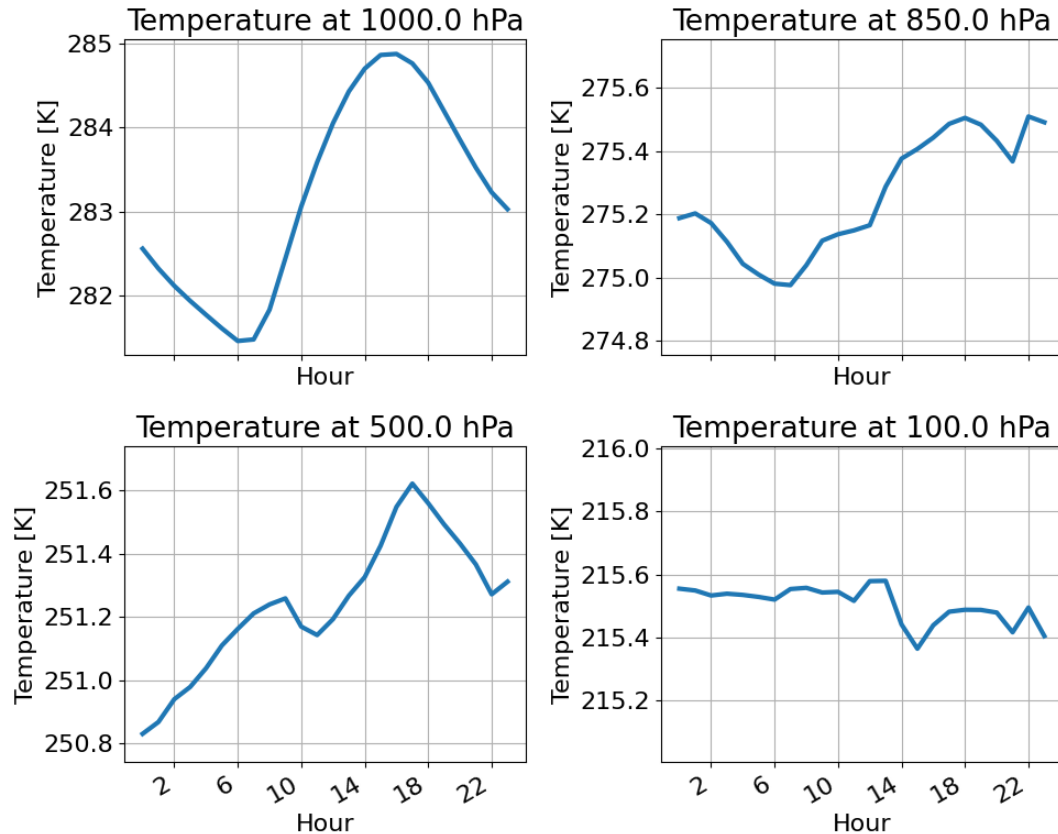 Temperature at 1000.0 hPa
Temperature [K]
285
284
283
282
Hour
Temperature at 850.0 hPa
Temperature [K]
275.6
275.4
275.2
275.0
274.8
Hour
Temperature at 500.0 hPa
Temperature [K]
251.6
251.4
251.2
251.0
250.8
2 6 10 14 18 22
Hour
Temperature at 100.0 hPa
Temperature [K]
216.0
215.8
215.6
215.4
215.2
2 6 10 14 18 22
Hour